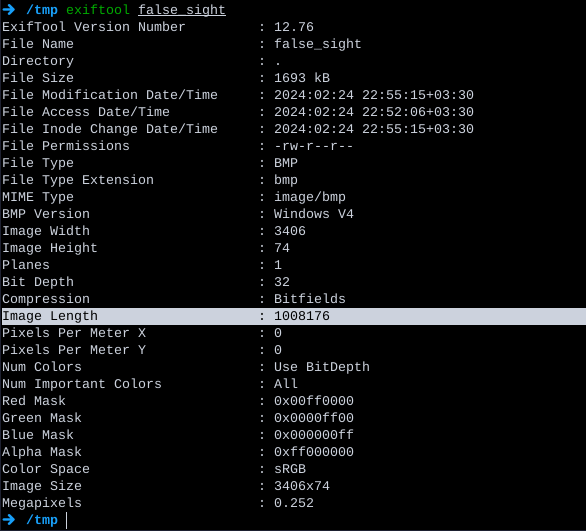 ➔ /tmp exiftool false_sight
ExifTool Version Number : 12.76
File Name : false_sight
Directory : .
File Size : 1693 kB
File Modification Date/Time : 2024:02:24 22:55:15+03:30
File Access Date/Time : 2024:02:24 22:52:06+03:30
File Inode Change Date/Time : 2024:02:24 22:55:15+03:30
File Permissions : -rw-r--r--
File Type : BMP
File Type Extension : bmp
MIME Type : image/bmp
BMP Version : Windows V4
Image Width : 3406
Image Height : 74
Planes : 1
Bit Depth : 32
Compression : Bitfields
Image Length : 1008176
Pixels Per Meter X : 0
Pixels Per Meter Y : 0
Num Colors : Use BitDepth
Num Important Colors : All
Red Mask : 0x00ff0000
Green Mask : 0x0000ff00
Blue Mask : 0x000000ff
Alpha Mask : 0xff000000
Color Space : sRGB
Image Size : 3406x74
Megapixels : 0.252
➔ /tmp